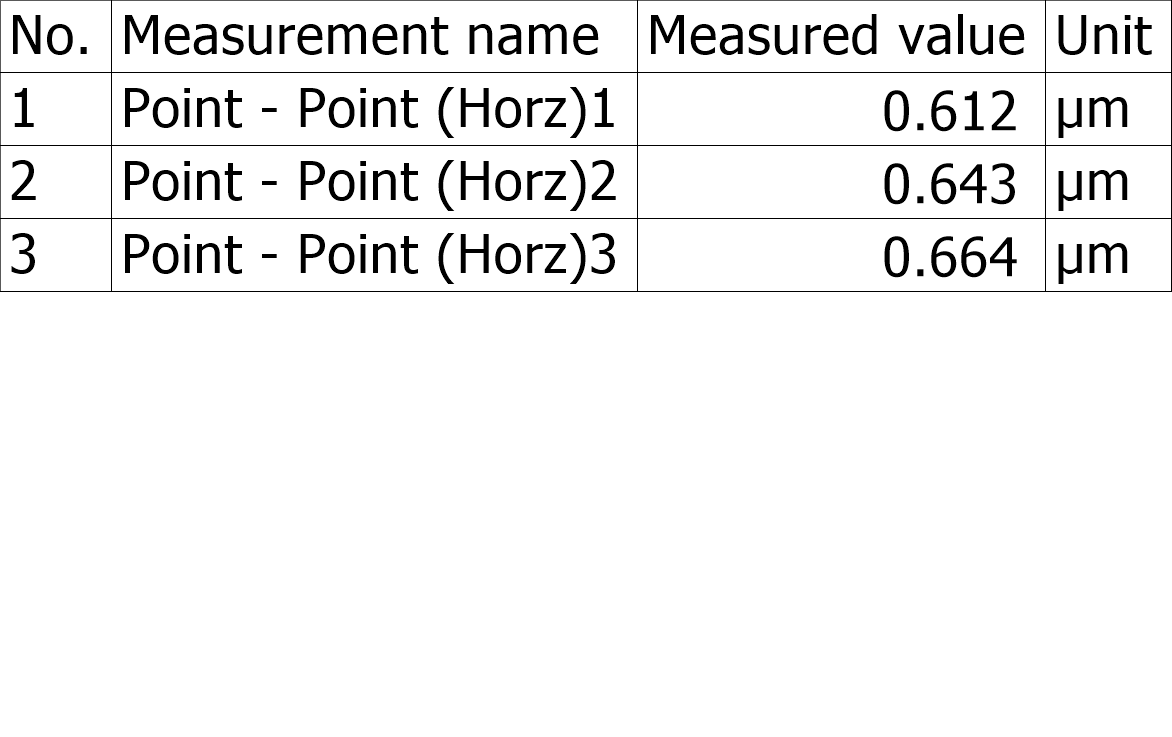 No. Measurement name Measured value Unit
1 Point - Point (Horz)1 0.612 µm
2 Point - Point (Horz)2 0.643 µm
3 Point - Point (Horz)3 0.664 µm